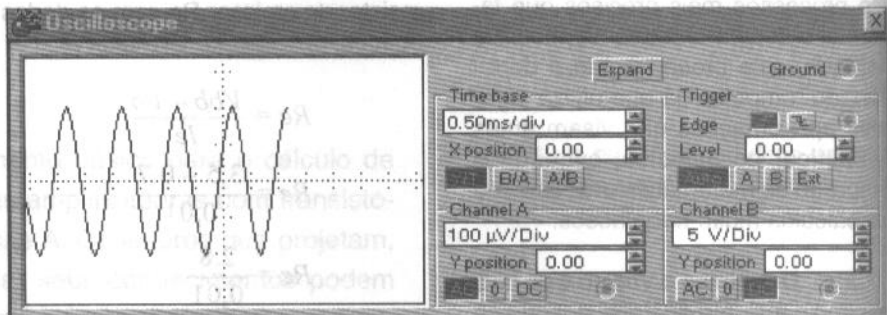 Oscilloscope
Expand
Ground
Time base
0.50ms/div
X position 0.00
Y/T B/A A/B
Trigger
Edge
Level 0.00
Auto A B Ext
Channel A
100 µV/Div
Y position 0.00
AC 0 DC
Channel B
5 V/Div
Y position 0.00
AC 0 DC